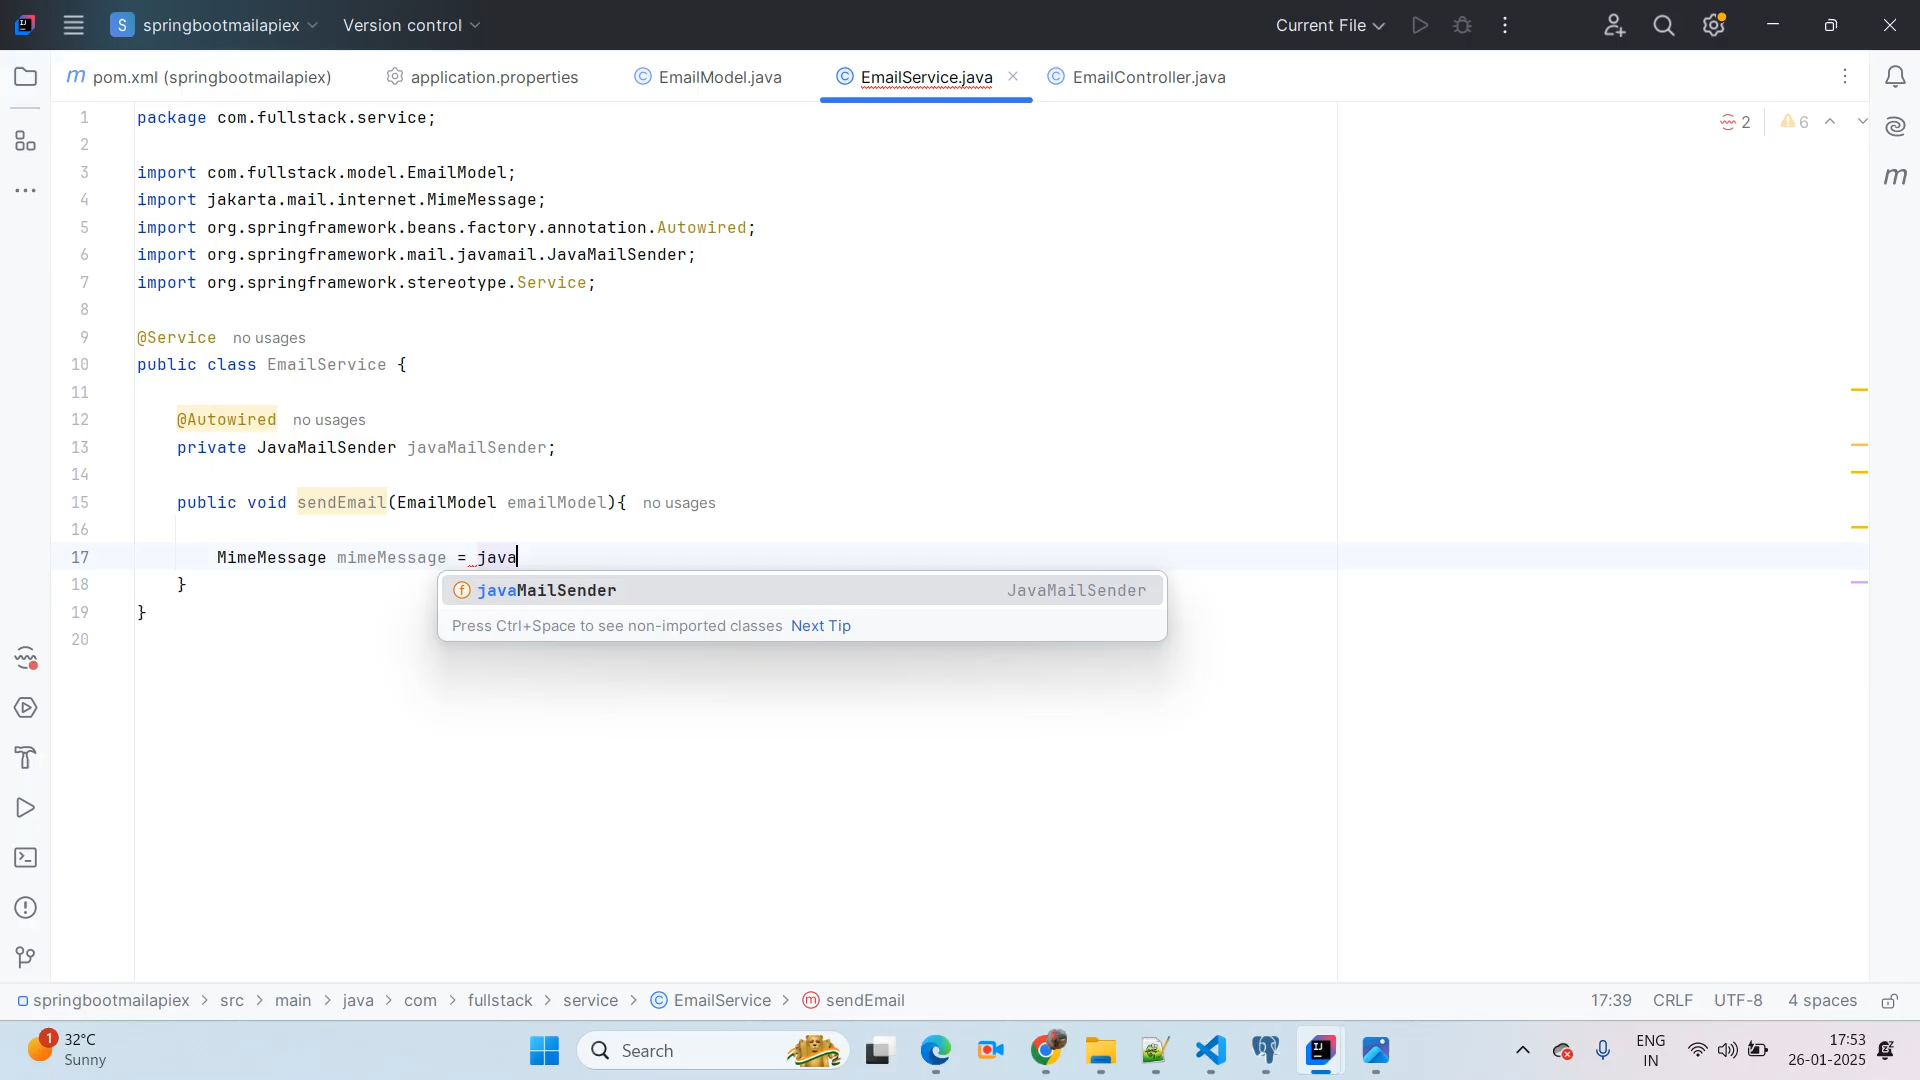 S springbootmailapiex Version control Current File
m pom.xml (springbootmailapiex) application.properties © EmailModel.java © EmailService.java © EmailController.java
1 package com.fullstack.service; 2 6
2
3 import com.fullstack.model.EmailModel;
4 import jakarta.mail.internet.MimeMessage;
5 import org.springframework.beans.factory.annotation.Autowired;
6 import org.springframework.mail.javamail.JavaMailSender;
7 import org.springframework.stereotype.Service;
8
9 @Service no usages
10 public class EmailService {
11
12 @Autowired no usages
13 private JavaMailSender javaMailSender;
14
15 public void sendEmail(EmailModel emailModel){ no usages
16
17 MimeMessage mimeMessage = java
18 }
javaMailSender JavaMailSender
19 }
Press Ctrl+Space to see non-imported classes Next Tip
20
springbootmailapiex > src > main > java > com > fullstack > service > © EmailService > m sendEmail 17:39 CRLF UTF-8 4 spaces
1 32°C
Sunny
Search
ENG
IN
17:53
26-01-2025